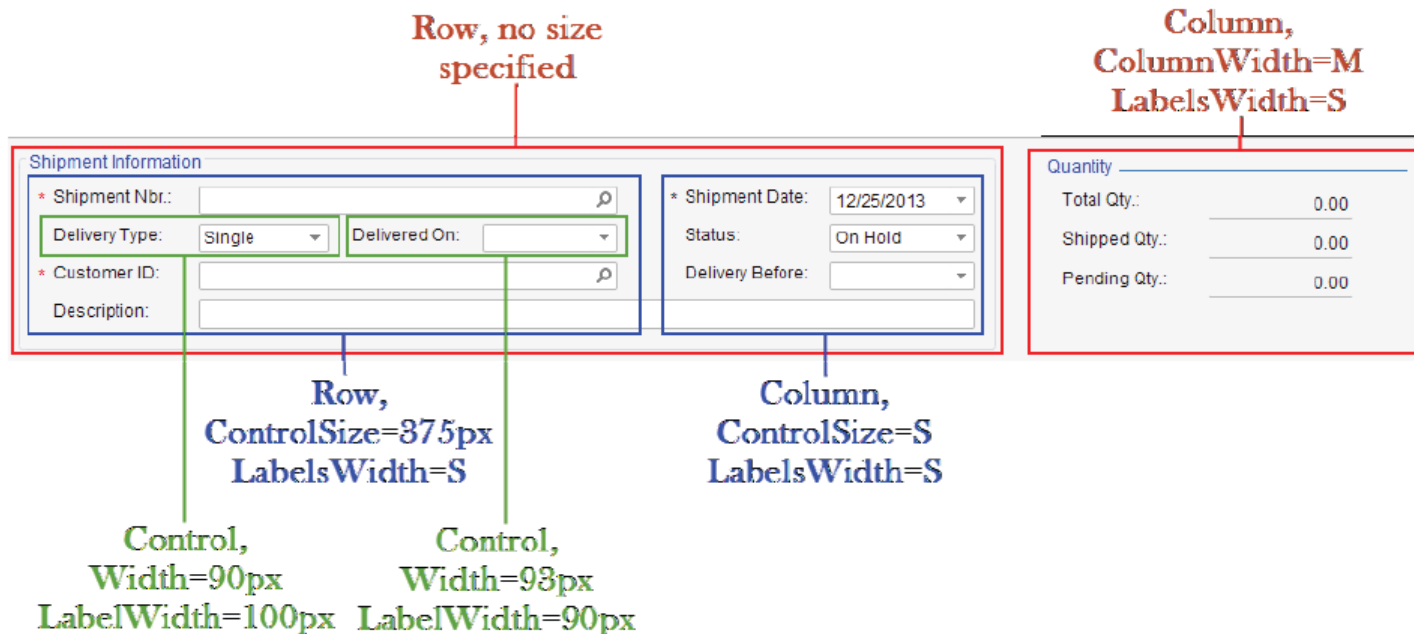 Row, no size
specified
Column,
ColumnWidth=M
LabelsWidth=S
Shipment Information
* Shipment Nbr.:
* Shipment Date: 12/25/2013
Delivery Type: Single Delivered On:
Status: On Hold
* Customer ID:
Delivery Before:
Description:
Quantity
Total Qty.: 0.00
Shipped Qty.: 0.00
Pending Qty.: 0.00
Row,
ControlSize=375px
LabelsWidth=S
Column,
ControlSize=S
LabelsWidth=S
Control,
Width=90px
LabelWidth=100px
Control,
Width=93px
LabelWidth=90px